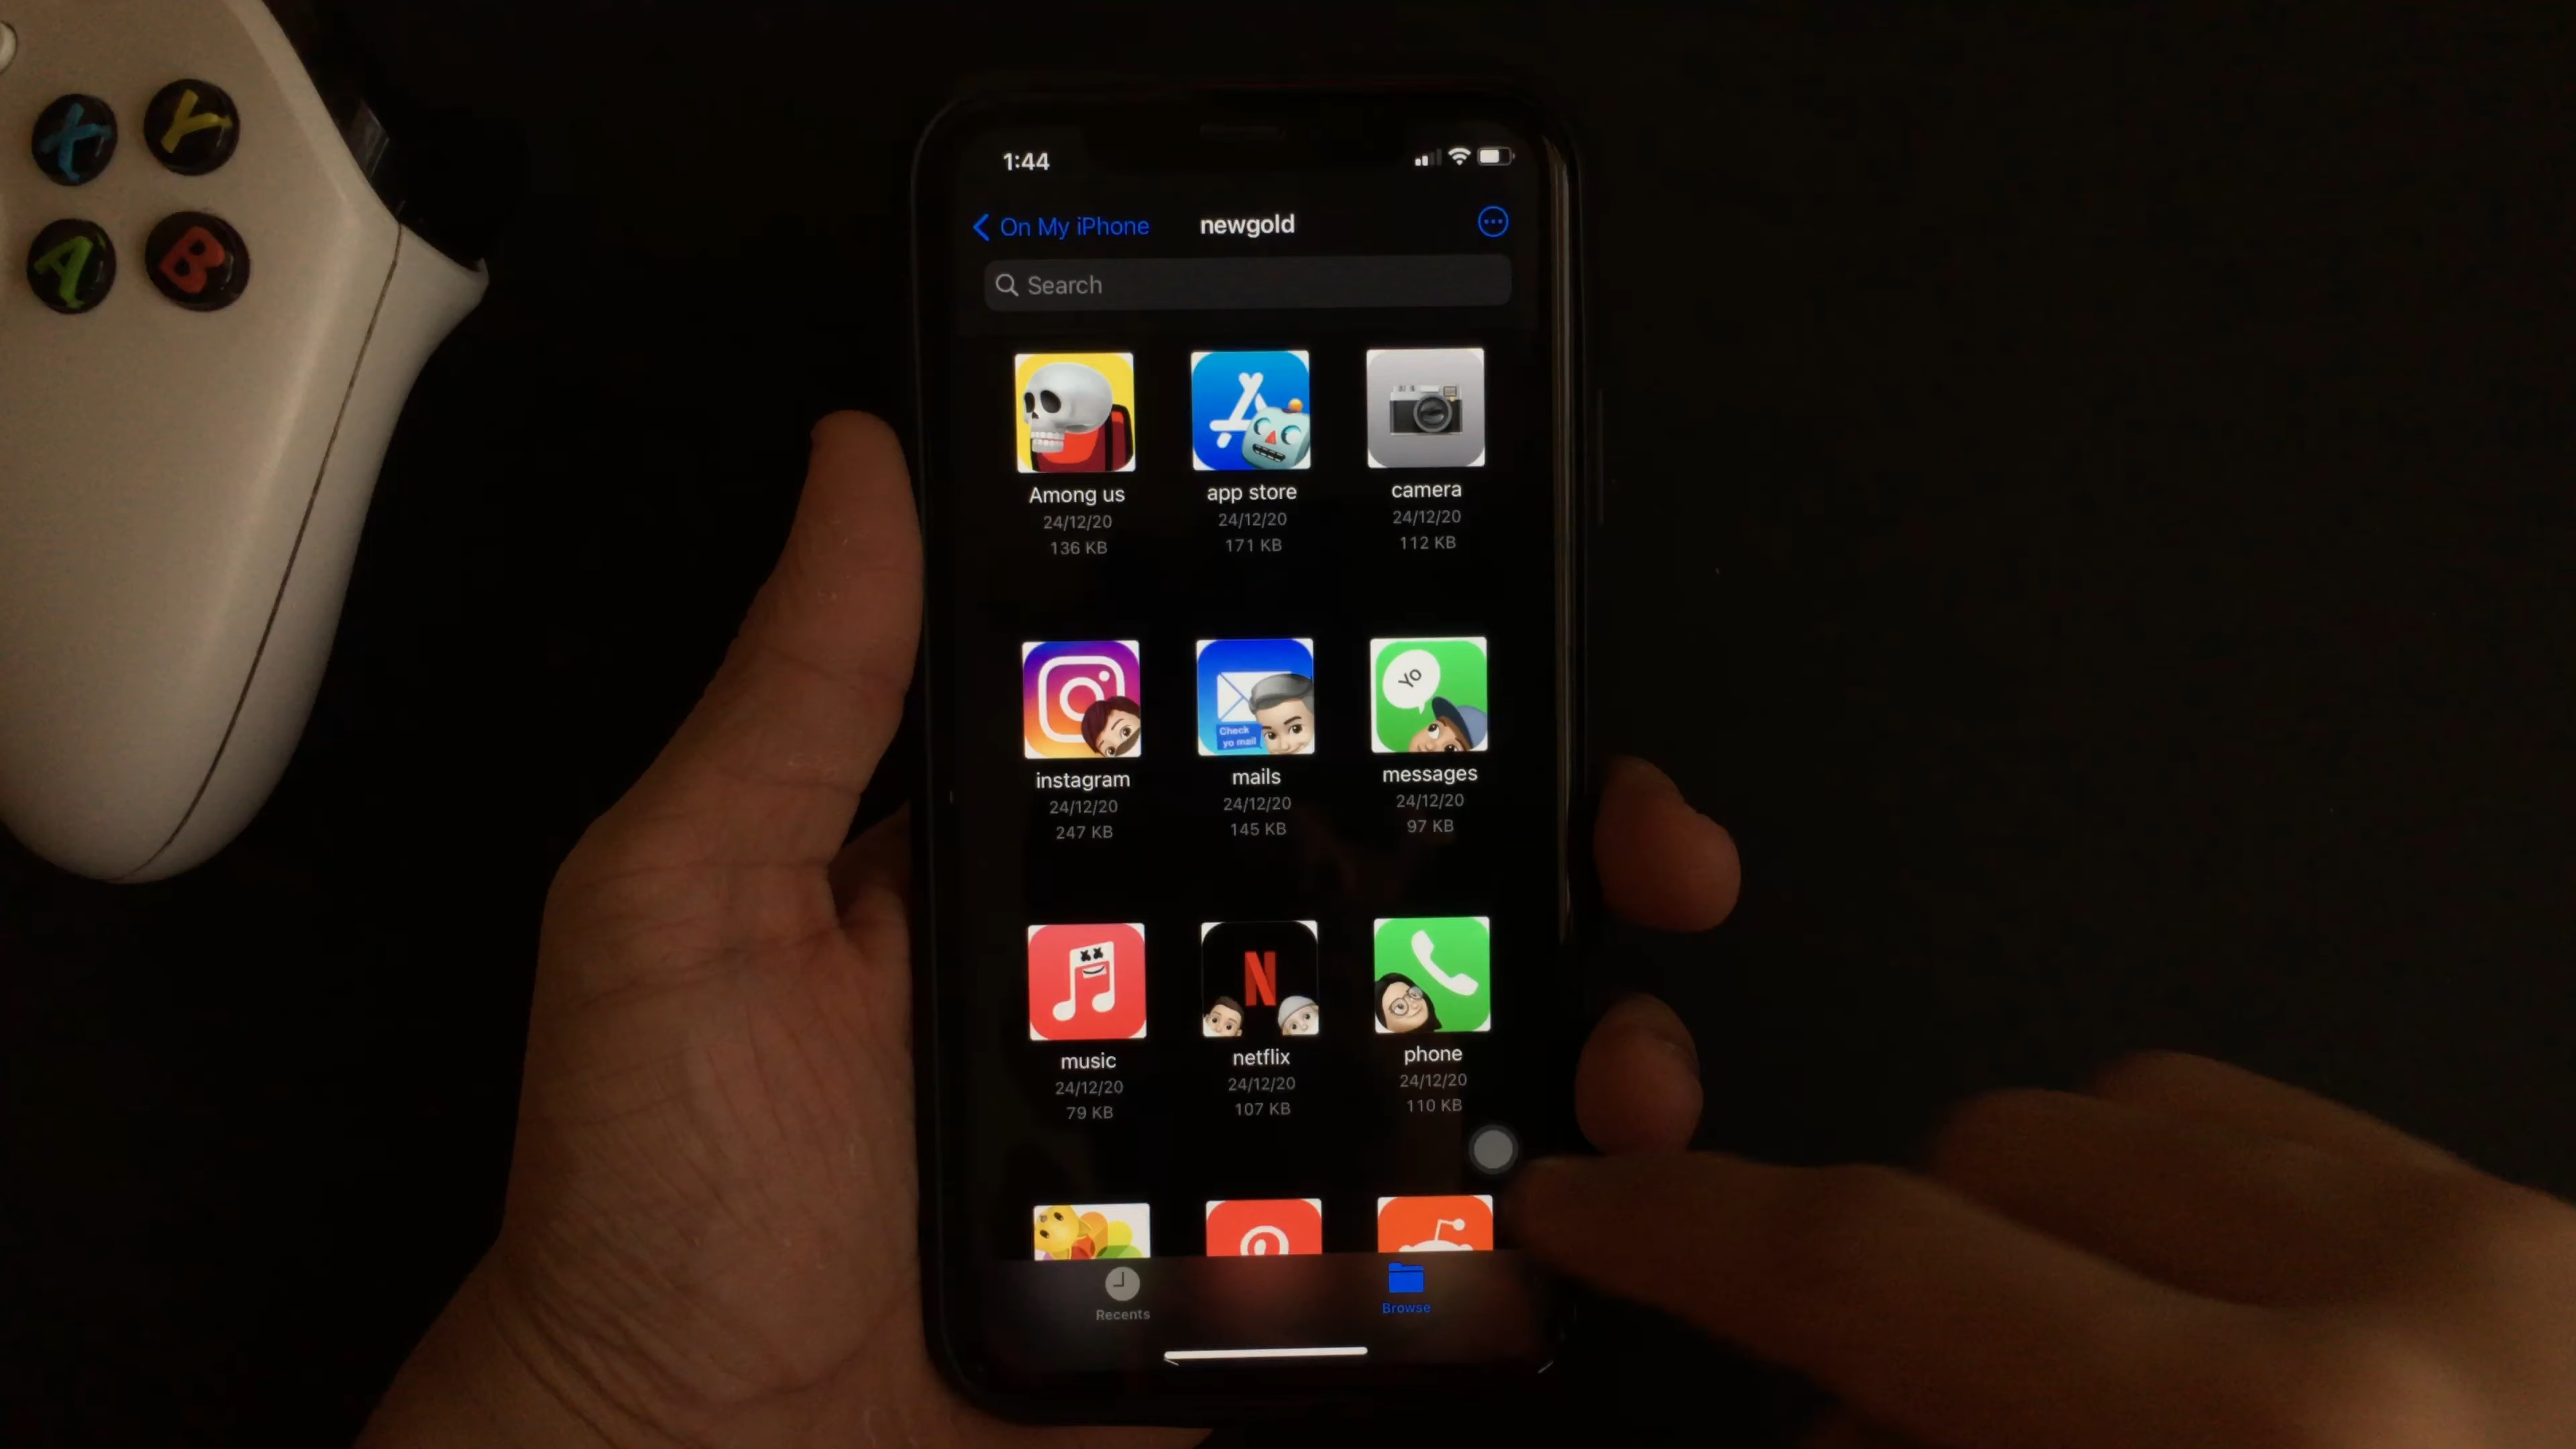 X
Y
A
B
1:44
On My iPhone
newgold
Search
Among us
24/12/20
136 KB
app store
24/12/20
171 KB
camera
24/12/20
112 KB
Check
yo mail
Yo
instagram
24/12/20
247 KB
mails
24/12/20
145 KB
messages
24/12/20
97 KB
N
music
24/12/20
79 KB
netflix
24/12/20
107 KB
phone
24/12/20
110 KB
Recents
Browse